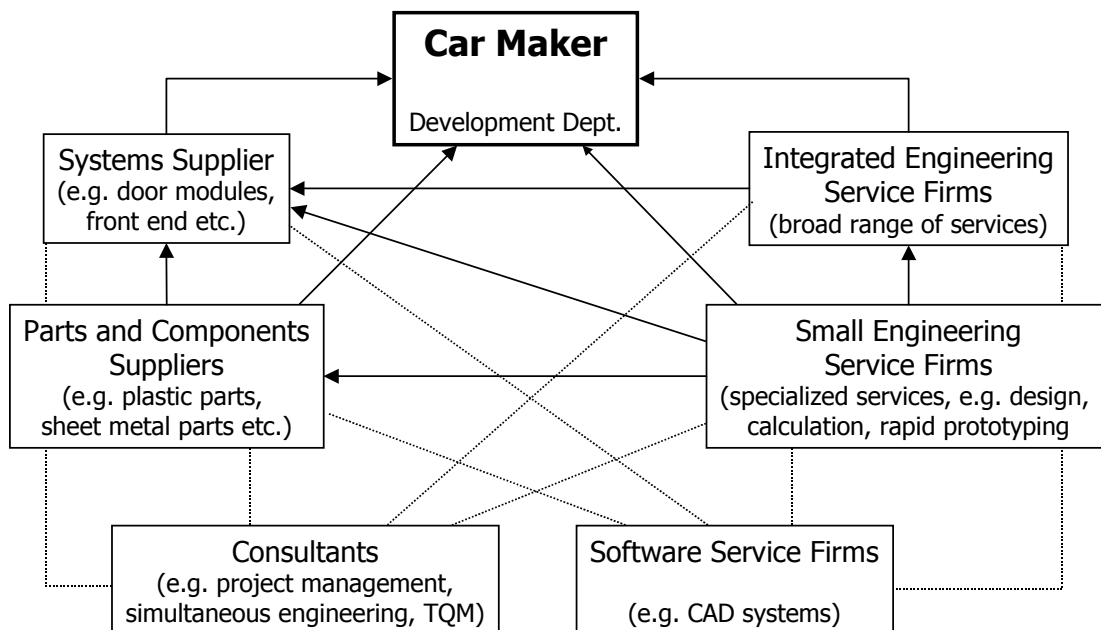 Car Maker
Development Dept.
Systems Supplier
(e.g. door modules,
front end etc.)
Integrated Engineering
Service Firms
(broad range of services)
Parts and Components
Suppliers
(e.g. plastic parts,
sheet metal parts etc.)
Small Engineering
Service Firms
(specialized services, e.g. design,
calculation, rapid prototyping
Consultants
(e.g. project management,
simultaneous engineering, TQM)
Software Service Firms
(e.g. CAD systems)